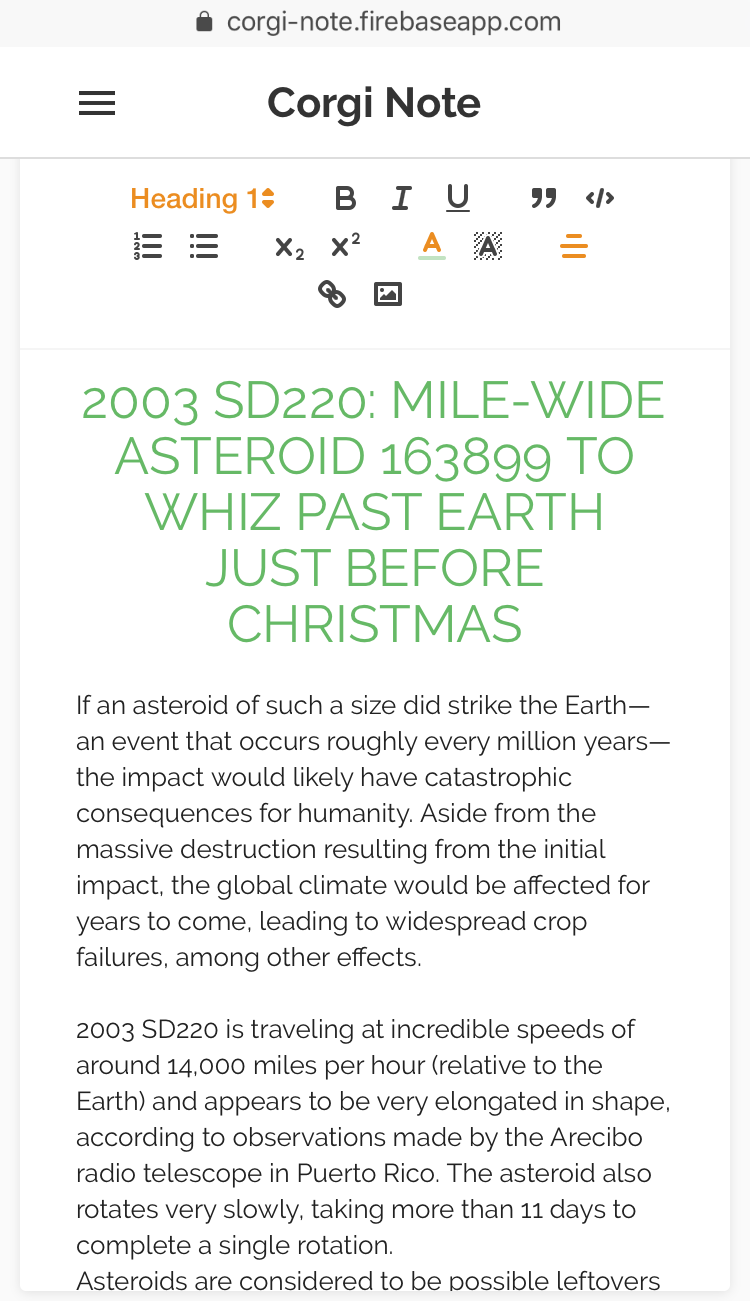 corgi-note.firebaseapp.com
Corgi Note
Heading 1
B I U ” </>
1 2 3
x₂ x² A A
2003 SD220: MILE-WIDE
ASTEROID 163899 TO
WHIZ PAST EARTH
JUST BEFORE
CHRISTMAS
If an asteroid of such a size did strike the Earth—
an event that occurs roughly every million years—
the impact would likely have catastrophic
consequences for humanity. Aside from the
massive destruction resulting from the initial
impact, the global climate would be affected for
years to come, leading to widespread crop
failures, among other effects.
2003 SD220 is traveling at incredible speeds of
around 14,000 miles per hour (relative to the
Earth) and appears to be very elongated in shape,
according to observations made by the Arecibo
radio telescope in Puerto Rico. The asteroid also
rotates very slowly, taking more than 11 days to
complete a single rotation.
Asteroids are considered to be possible leftovers